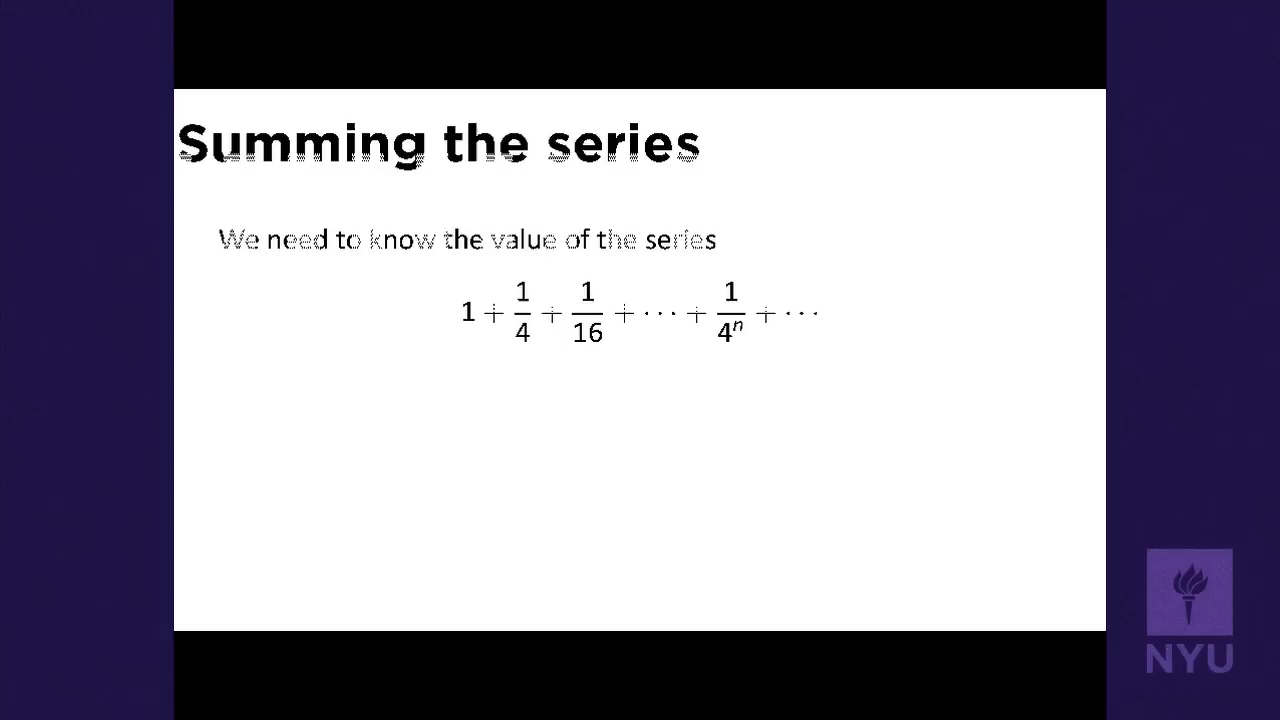 Summing the series
We need to know the value of the series
1 + 1/4 + 1/16 + ··· + 1/4ⁿ + ···
NYU